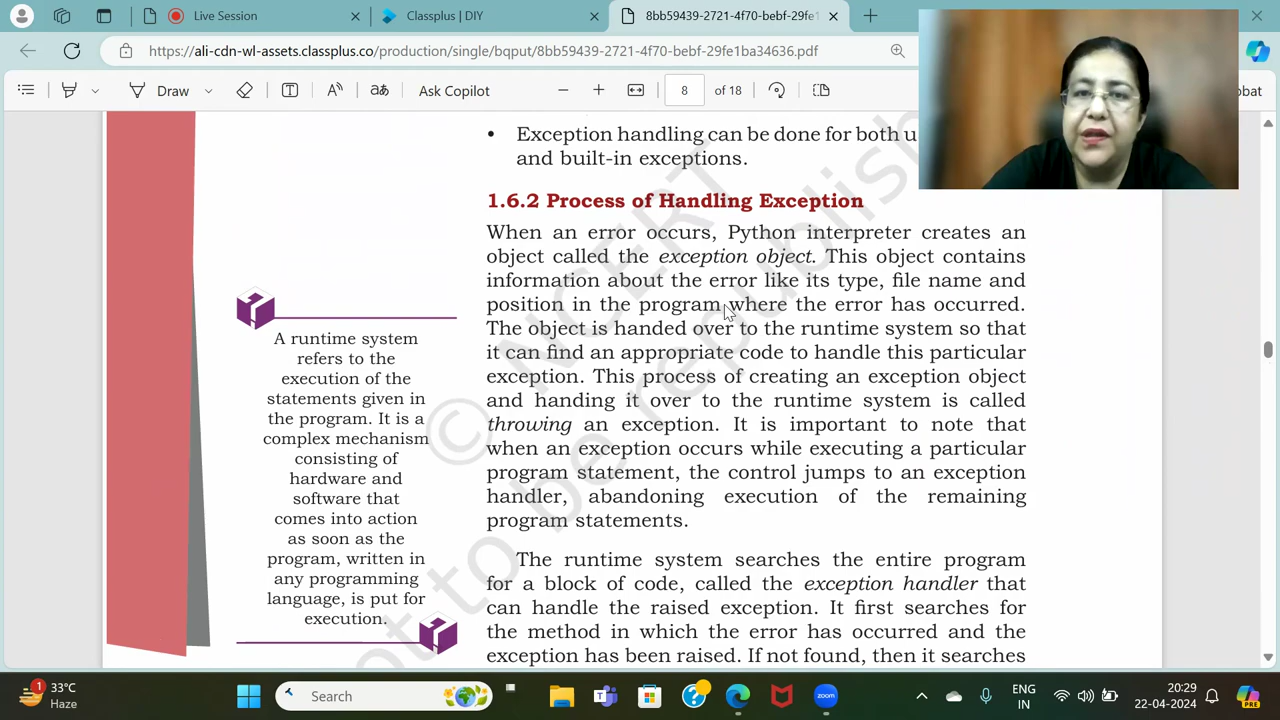 Live Session
Classplus | DIY
8bb59439-2721-4f70-bebf-29fe1
https://ali-cdn-wl-assets.classplus.co/production/single/bqput/8bb59439-2721-4f70-bebf-29fe1ba34636.pdf
Draw
aあ
Ask Copilot
8
of 18
• Exception handling can be done for both
and built-in exceptions.
1.6.2 Process of Handling Exception
When an error occurs, Python interpreter creates an
object called the exception object. This object contains
information about the error like its type, file name and
position in the program where the error has occurred.
The object is handed over to the runtime system so that
it can find an appropriate code to handle this particular
exception. This process of creating an exception object
and handing it over to the runtime system is called
throwing an exception. It is important to note that
when an exception occurs while executing a particular
program statement, the control jumps to an exception
handler, abandoning execution of the remaining
program statements.
The runtime system searches the entire program
for a block of code, called the exception handler that
can handle the raised exception. It first searches for
the method in which the error has occurred and the
exception has been raised. If not found, then it searches
A runtime system
refers to the
execution of the
statements given in
the program. It is a
complex mechanism
consisting of
hardware and
software that
comes into action
as soon as the
program, written in
any programming
language, is put for
execution.
© NCERT
not to be republish
1
33°C
Haze
Search
zoom
ENG
IN
20:29
22-04-2024
PRE